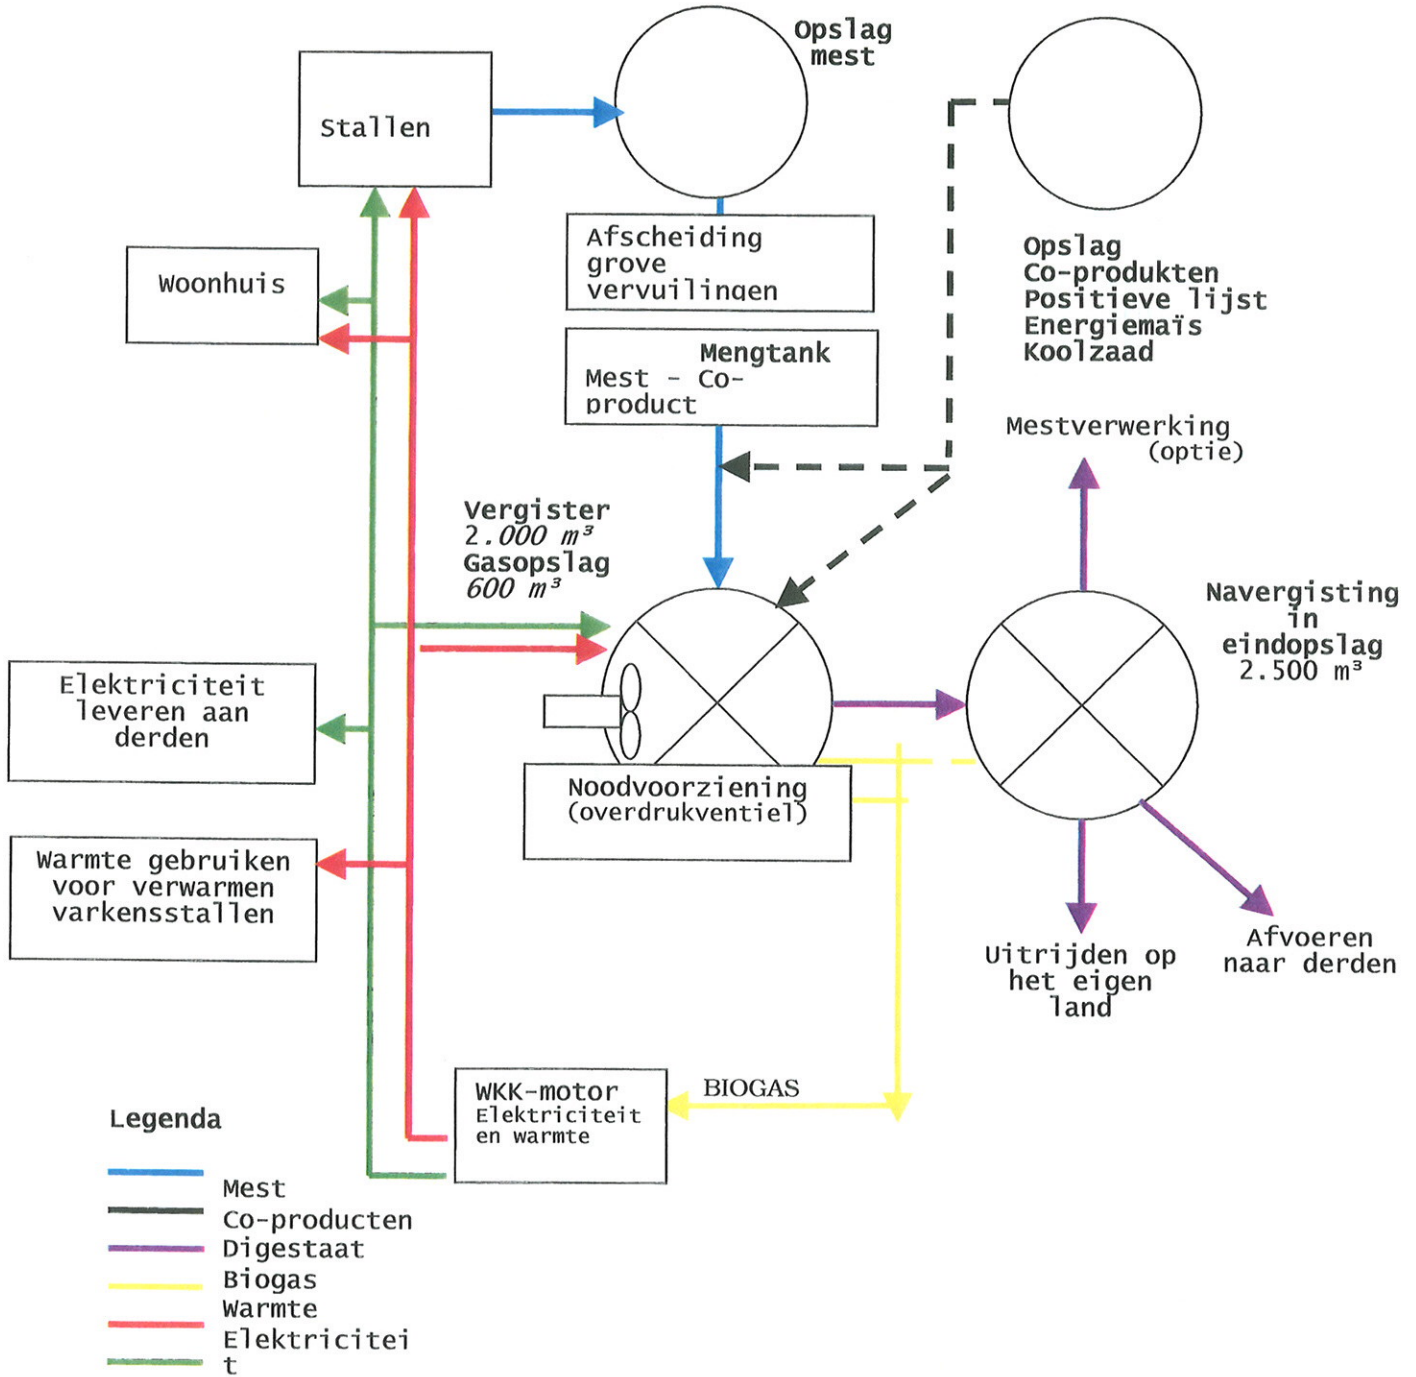 Opslag
mest
Stallen
Afscheiding
grove
vervuilingen
Woonhuis
Opslag
Co-produkten
Positieve lijst
Energiemaïs
Koolzaad
Mengtank
Mest - Co-
product
Mestverwerking
(optie)
Vergister
2.000 m³
Gasopslag
600 m³
Navergisting
in
eindopslag
2.500 m³
Elektriciteit
leveren aan
derden
Noodvoorziening
(overdrukventiel)
Warmte gebruiken
voor verwarmen
varkensstallen
Uitrijden op
het eigen
land
Afvoeren
naar derden
WKK-motor
Elektriciteit
en warmte
BIOGAS
Legenda
Mest
Co-producten
Digestaat
Biogas
Warmte
Elektricitei
t